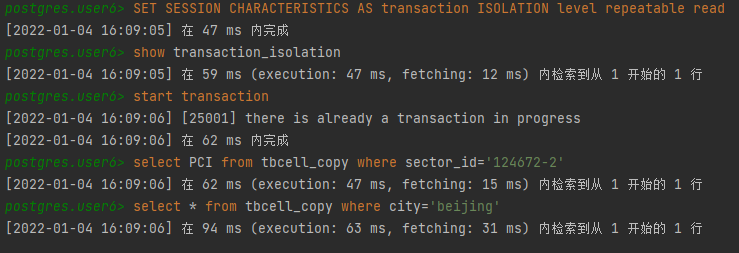 postgres.user6> SET SESSION CHARACTERISTICS AS transaction ISOLATION level repeatable read
[2022-01-04 16:09:05] 在 47 ms 内完成
postgres.user6> show transaction_isolation
[2022-01-04 16:09:05] 在 59 ms (execution: 47 ms, fetching: 12 ms) 内检索到从 1 开始的 1 行
postgres.user6> start transaction
[2022-01-04 16:09:06] [25001] there is already a transaction in progress
[2022-01-04 16:09:06] 在 62 ms 内完成
postgres.user6> select PCI from tbcell_copy where sector_id='124672-2'
[2022-01-04 16:09:06] 在 62 ms (execution: 47 ms, fetching: 15 ms) 内检索到从 1 开始的 1 行
postgres.user6> select * from tbcell_copy where city='beijing'
[2022-01-04 16:09:06] 在 94 ms (execution: 63 ms, fetching: 31 ms) 内检索到从 1 开始的 1 行